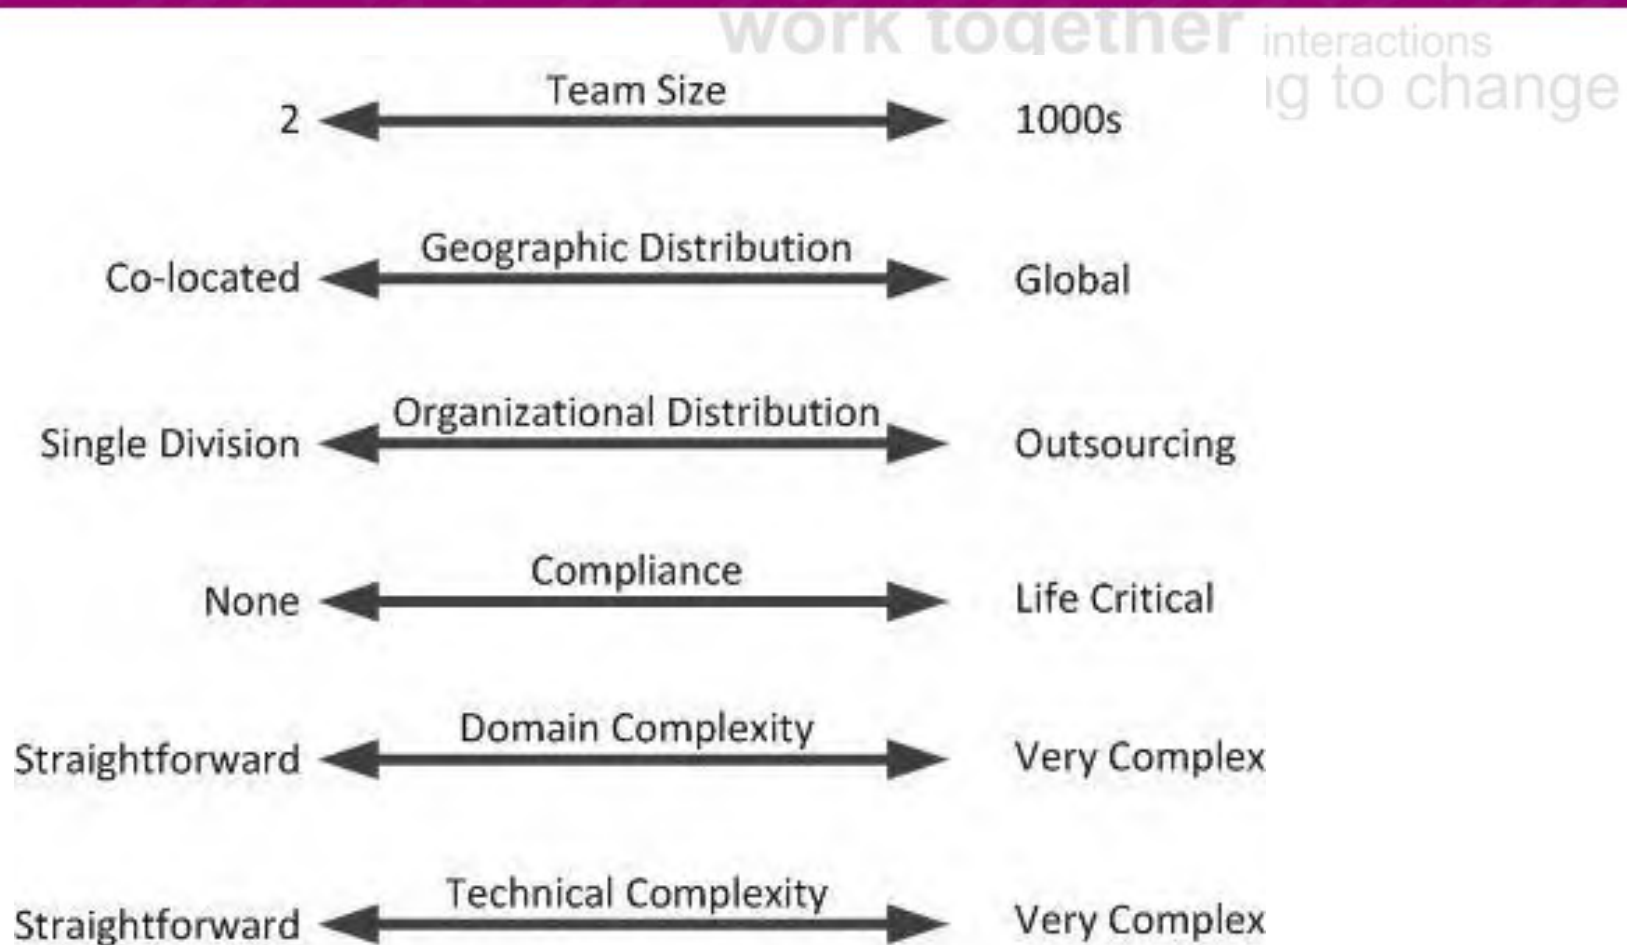 work together interactions
g to change
Team Size
2 1000s
Geographic Distribution
Co-located Global
Organizational Distribution
Single Division Outsourcing
Compliance
None Life Critical
Domain Complexity
Straightforward Very Complex
Technical Complexity
Straightforward Very Complex